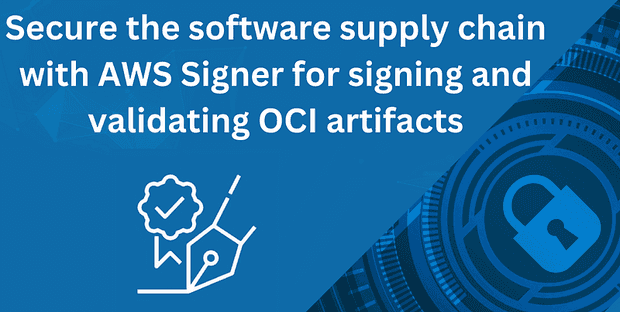 Secure the software supply chain
with AWS Signer for signing and
validating OCI artifacts